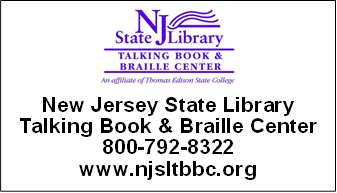 NJ
State Library
TALKING BOOK &
BRAILLE CENTER
An affiliate of Thomas Edison State College
New Jersey State Library
Talking Book & Braille Center
800-792-8322
www.njsltbbc.org